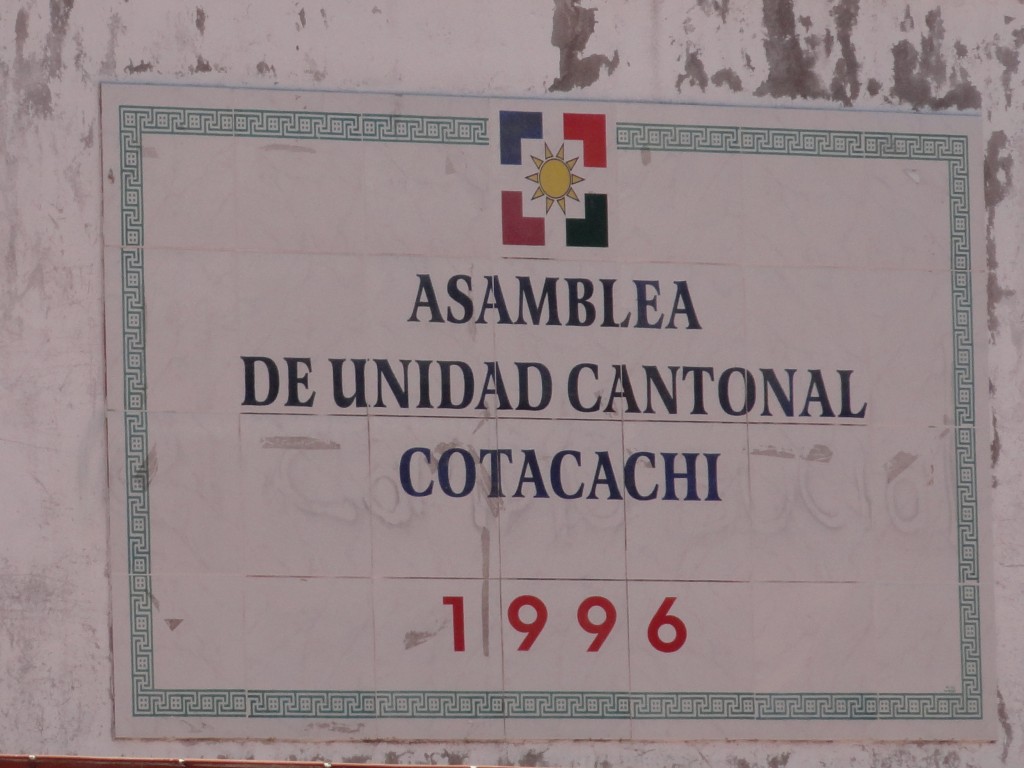 ASAMBLEA
DE UNIDAD CANTONAL
COTACACHI
1996